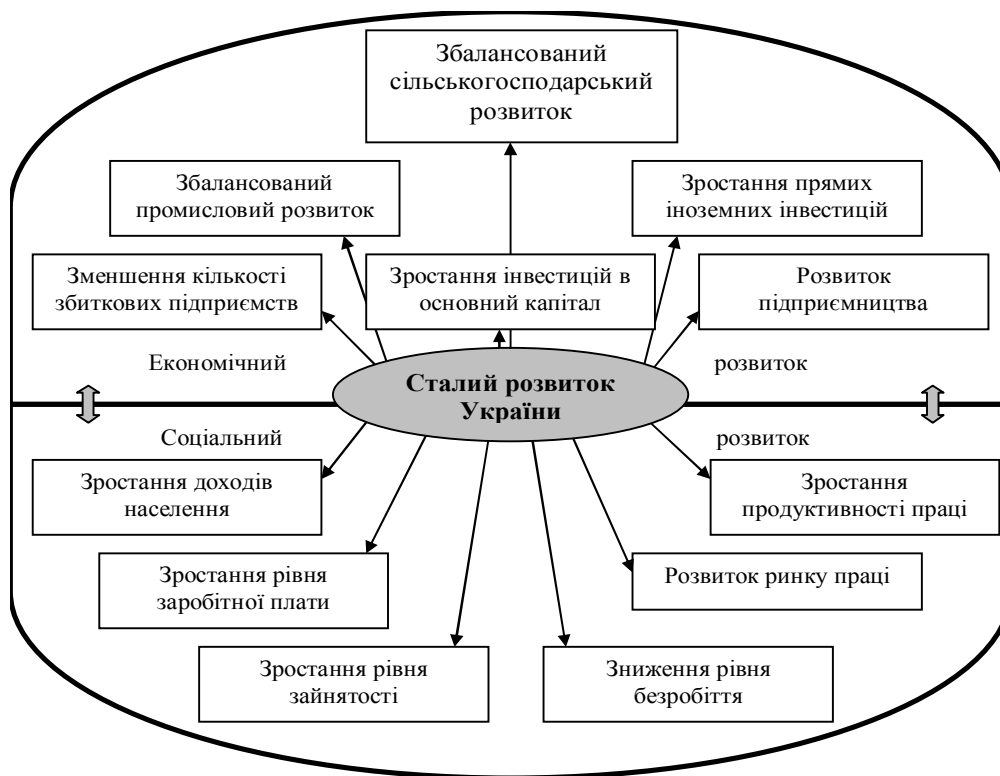 Збалансований
сільськогосподарський
розвиток
Збалансований
промисловий розвиток
Зростання прямих
іноземних інвестицій
Зменшення кількості
збиткових підприємств
Зростання інвестицій в
основний капітал
Розвиток
підприємництва
Економічний
розвиток
Сталий розвиток
України
Соціальний
розвиток
Зростання доходів
населення
Зростання
продуктивності праці
Зростання рівня
заробітної плати
Розвиток ринку праці
Зростання рівня
зайнятості
Зниження рівня
безробіття